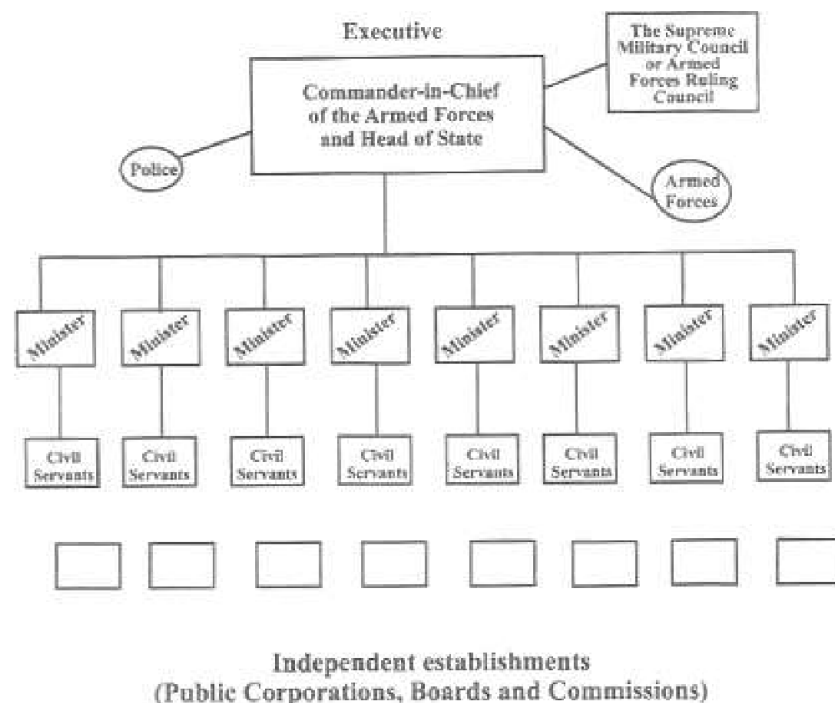 Executive
The Supreme
Military Council
or Armed
Forces Ruling
Council
Commander-in-Chief
of the Armed Forces
and Head of State
Police
Armed
Forces
Minister
Minister
Minister
Minister
Minister
Minister
Minister
Minister
Civil
Servants
Civil
Servants
Civil
Servants
Civil
Servants
Civil
Servants
Civil
Servants
Civil
Servants
Civil
Servants
Independent establishments
(Public Corporations, Boards and Commissions)